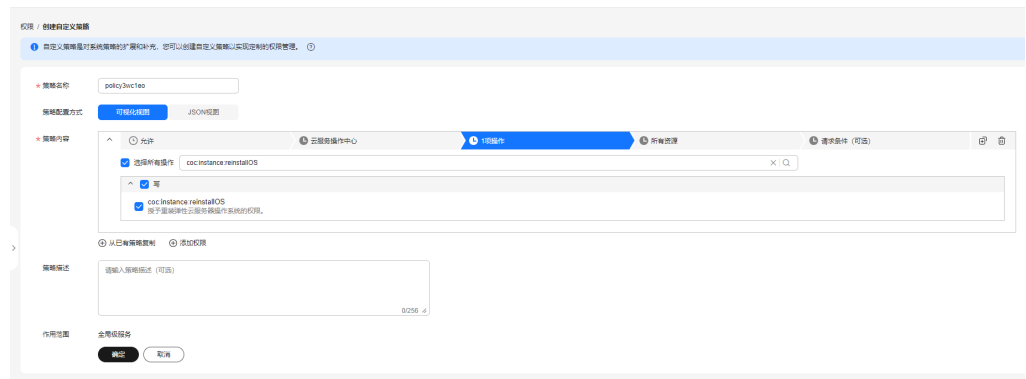 权限 / 创建自定义策略
自定义策略是对系统策略的扩展和补充，您可以创建自定义策略以实现定制的权限管理。
* 策略名称 policy3wc1eo
策略配置方式 可视化视图 JSON视图
* 策略内容 允许 云服务操作中心 1项操作 所有资源 请求条件（可选）
选择所有操作 coc:instance:reinstallOS
写
coc:instance:reinstallOS
授予重装弹性云服务器操作系统的权限。
从已有策略复制 添加权限
策略描述 请输入策略描述（可选）
0/256
作用范围 全局级服务
确定 取消